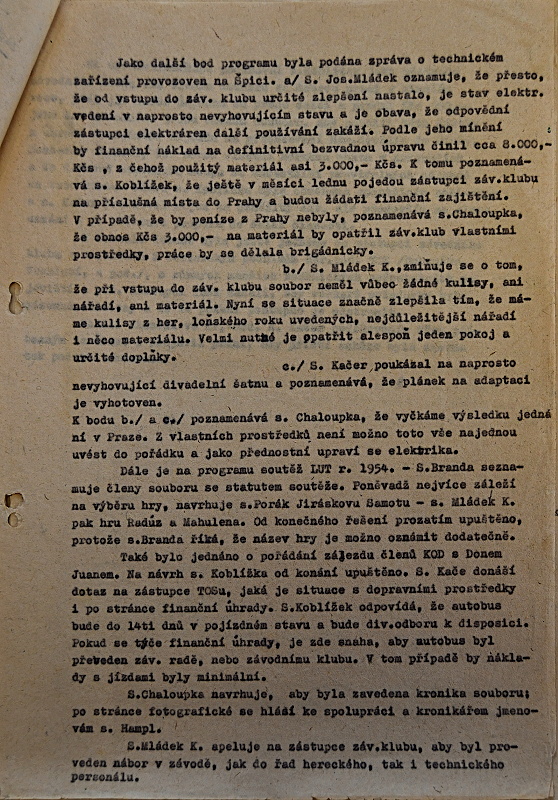 Jako další bod programu byla podána zpráva o technickém
zařízení provozoven na Špici. a/ S. Jos.Mládek oznamuje, že přesto,
že od vstupu do záv. klubu určité zlepšení nastalo, je stav elektr.
vedení v naprosto nevyhovujícím stavu a je obava, že odpovědní
zástupci elektráren další používání zakáží. Podle jeho mínění
by finanční náklad na definitivní bezvadnou úpravu činil cca 8.000,-
Kčs , z čehož použitý materiál asi 3.000,- Kčs. K tomu poznamená-
vá s. Koblížek, že ještě v měsíci lednu pojedou zástupci záv.klubu
na příslušná místa do Prahy a budou žádati finanční zajištění.
V případě, že by peníze z Prahy nebyly, poznamenává s.Chaloupka,
že obnos Kčs 3.000,- na materiál by opatřil záv.klub vlastními
prostředky, práce by se dělala brigádnicky.
b./ S. Mládek K.,zmiňuje se o tom,
že při vstupu do záv. klubu soubor neměl vůbec žádné kulisy, ani
nářadí, ani materiál. Nyní se situace značně zlepšila tím, že má-
me kulisy z her, loňského roku uvedených, nejdůležitější nářadí
i něco materiálu. Velmi nutné je opatřit alespoň jeden pokoj a
určité doplňky.
c./ S. Kačer poukázal na naprosto
nevyhovující divadelní šatnu a poznamenává, že plánek na adaptaci
je vyhotoven.
K bodu b./ a c./ poznamenává s. Chaloupka, že vyčkáme výsledku jedná
ní v Praze. Z vlastních prostředků není možno toto vše najednou
uvést do pořádku a jako přednostní upraví se elektrika.
Dále je na programu soutěž LUT r. 1954. - S.Branda sezna-
muje členy souboru se statutem soutěže. Poněvadž nejvíce záleží
na výběru hry, navrhuje s.Porák Jiráskovu Samotu - s. Mládek K.
pak hru Radúz a Mahulena. Od konečného řešení prozatím upuštěno,
protože s.Branda říká, že název hry je možno oznámit dodatečně.
Také bylo jednáno o pořádání zájezdu členů KOD s Donem
Juanem. Na návrh s. Koblížka od konání upuštěno. S. Kače donáší
dotaz na zástupce TOSu, jaká je situace s dopravními prostředky
i po stránce finanční úhrady. S.Koblížek odpovídá, že autobus
bude do 14ti dnů v pojízdném stavu a bude div.odboru k disposici.
Pokud se týče finanční úhrady, je zde snaha, aby autobus byl
převeden záv. radě, nebo závodnímu klubu. V tom případě by nákla-
dy s jízdami byly minimální.
S.Chaloupka navrhuje, aby byla zavedena kronika souboru;
po stránce fotografické se hlásí ke spolupráci a kronikářem jmeno-
vám s. Hampl.
S.Mládek K. apeluje na zástupce záv.klubu, aby byl pro-
veden nábor v závodě, jak do řad hereckého, tak i technického
personálu.